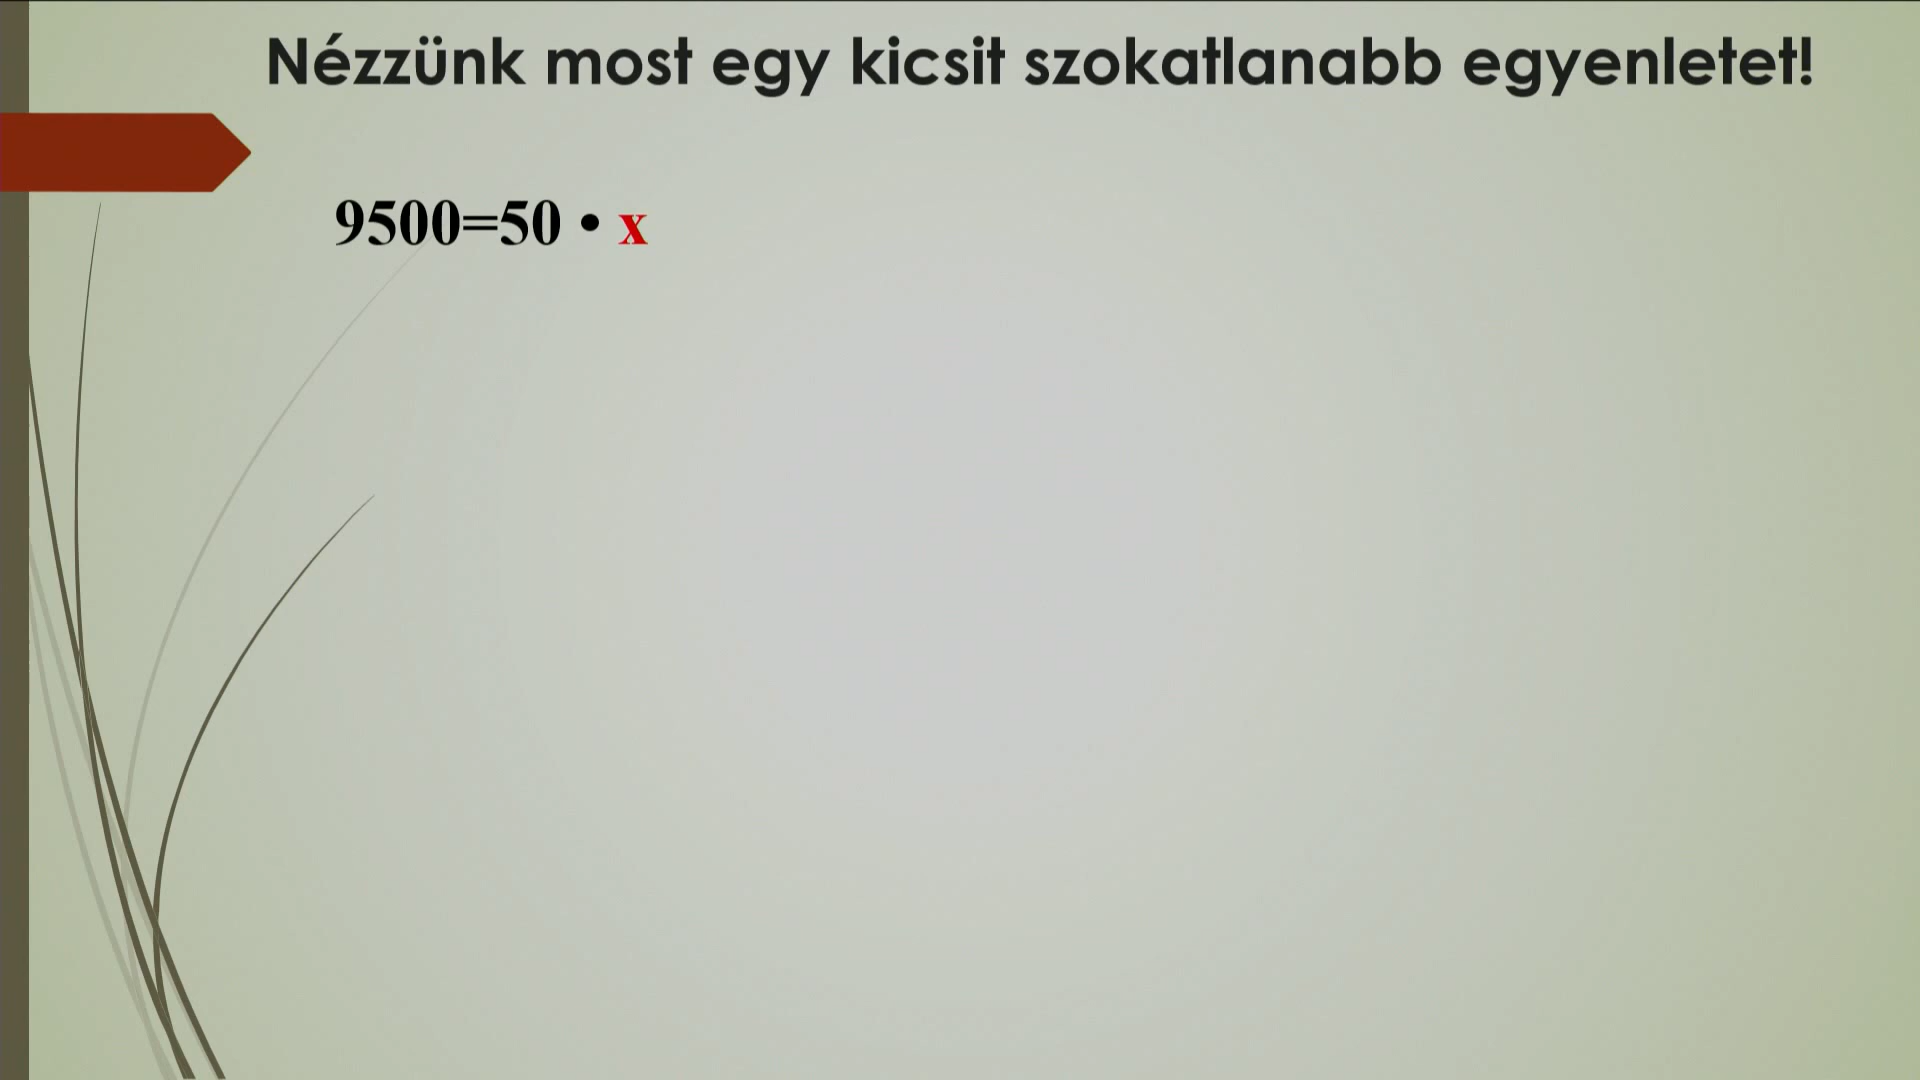 Nézzünk most egy kicsit szokatlanabb egyenletet!
9500=50 • x